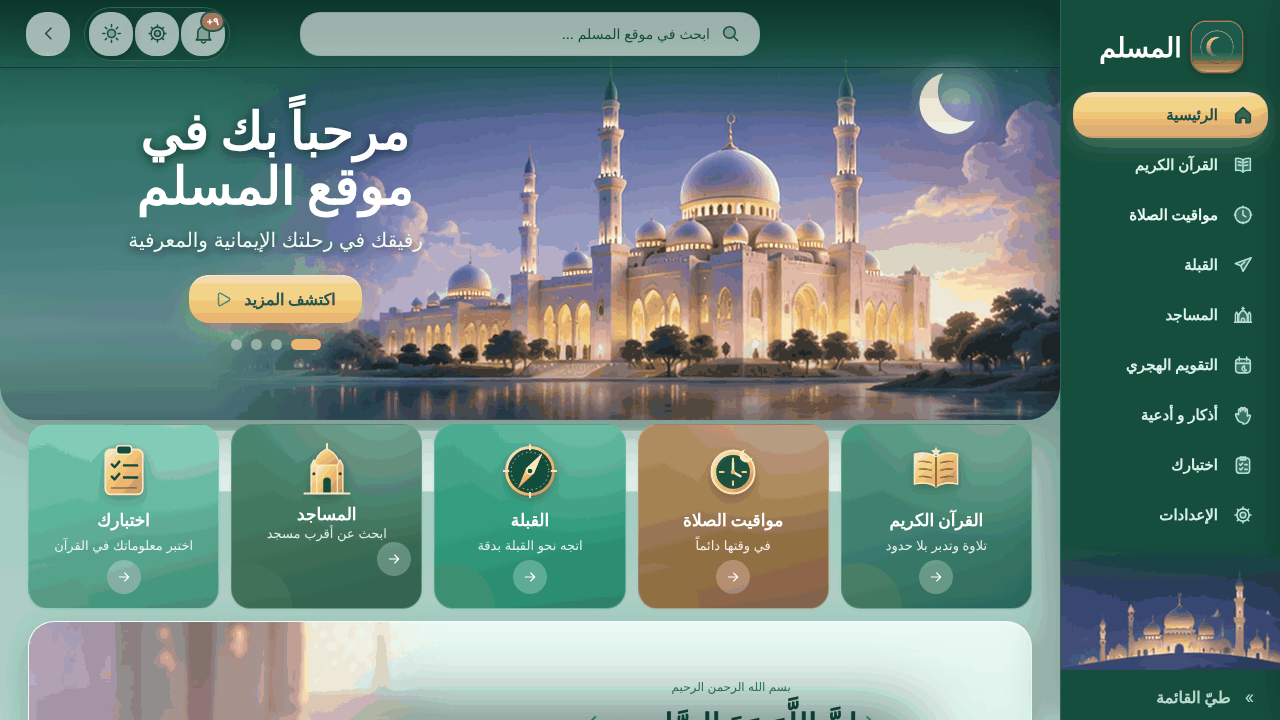 المسلم
الرئيسية
القرآن الكريم
مواقيت الصلاة
القبلة
المساجد
التقويم الهجري
أذكار و أدعية
اختبارك
الإعدادات
طيّ القائمة
ابحث في موقع المسلم ...
+٩
مرحباً بك في
موقع المسلم
رفيقك في رحلتك الإيمانية والمعرفية
اكتشف المزيد
القرآن الكريم
تلاوة وتدبر بلا حدود
مواقيت الصلاة
في وقتها دائماً
القبلة
اتجه نحو القبلة بدقة
المساجد
ابحث عن أقرب مسجد
اختبارك
اختبر معلوماتك في القرآن
بسم الله الرحمن الرحيم